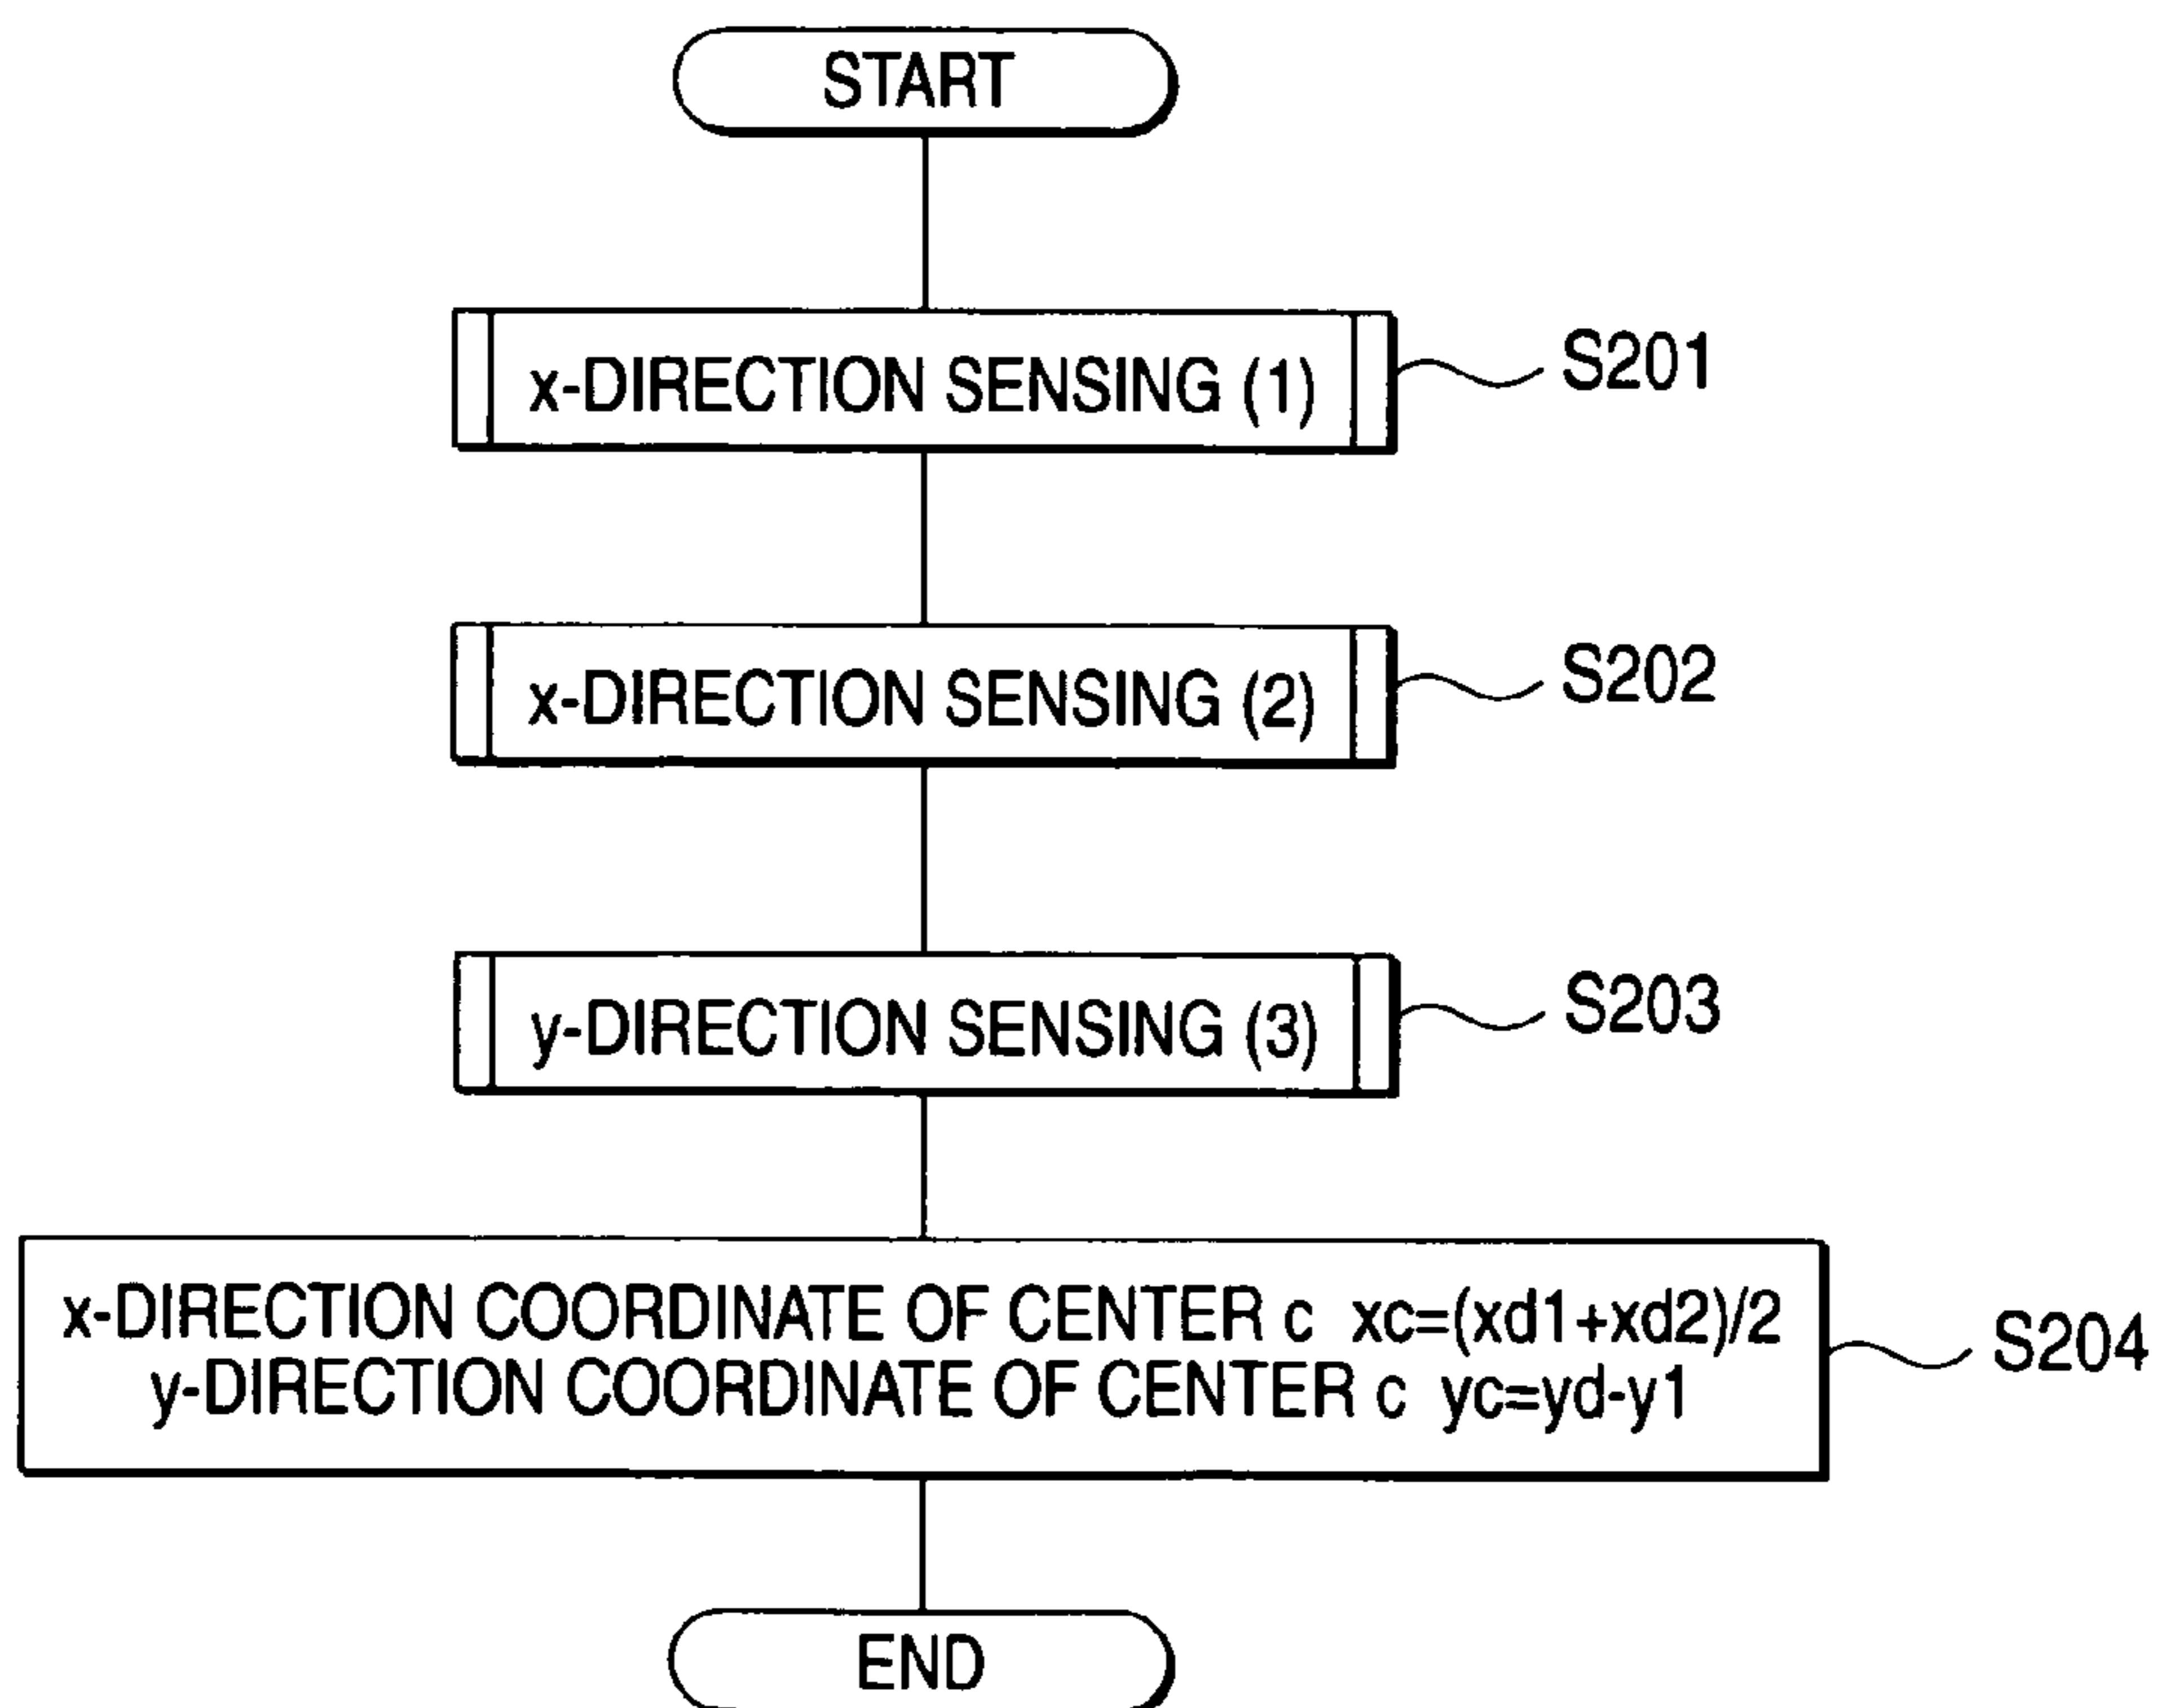 START
x-DIRECTION SENSING (1)
S201
x-DIRECTION SENSING (2)
S202
y-DIRECTION SENSING (3)
S203
x-DIRECTION COORDINATE OF CENTER c xc=(xd1+xd2)/2
y-DIRECTION COORDINATE OF CENTER c yc=yd-y1
S204
END